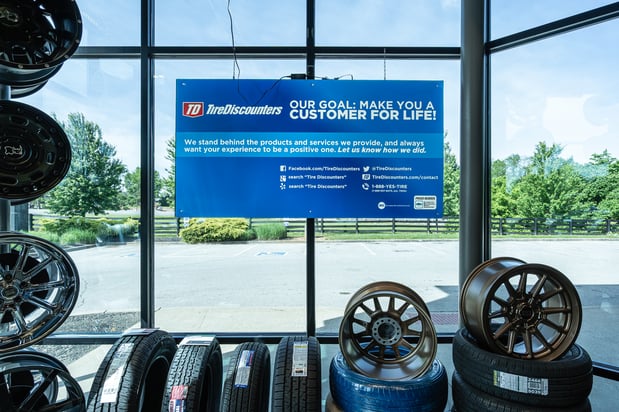 TD TireDiscounters
OUR GOAL: MAKE YOU A
CUSTOMER FOR LIFE!
We stand behind the products and services we provide, and always
want your experience to be a positive one. Let us know how we did.
Facebook.com/TireDiscounters
search "Tire Discounters"
search "Tire Discounters"
@TireDiscounters
TireDiscounters.com/contact
1-888-YES-TIRE